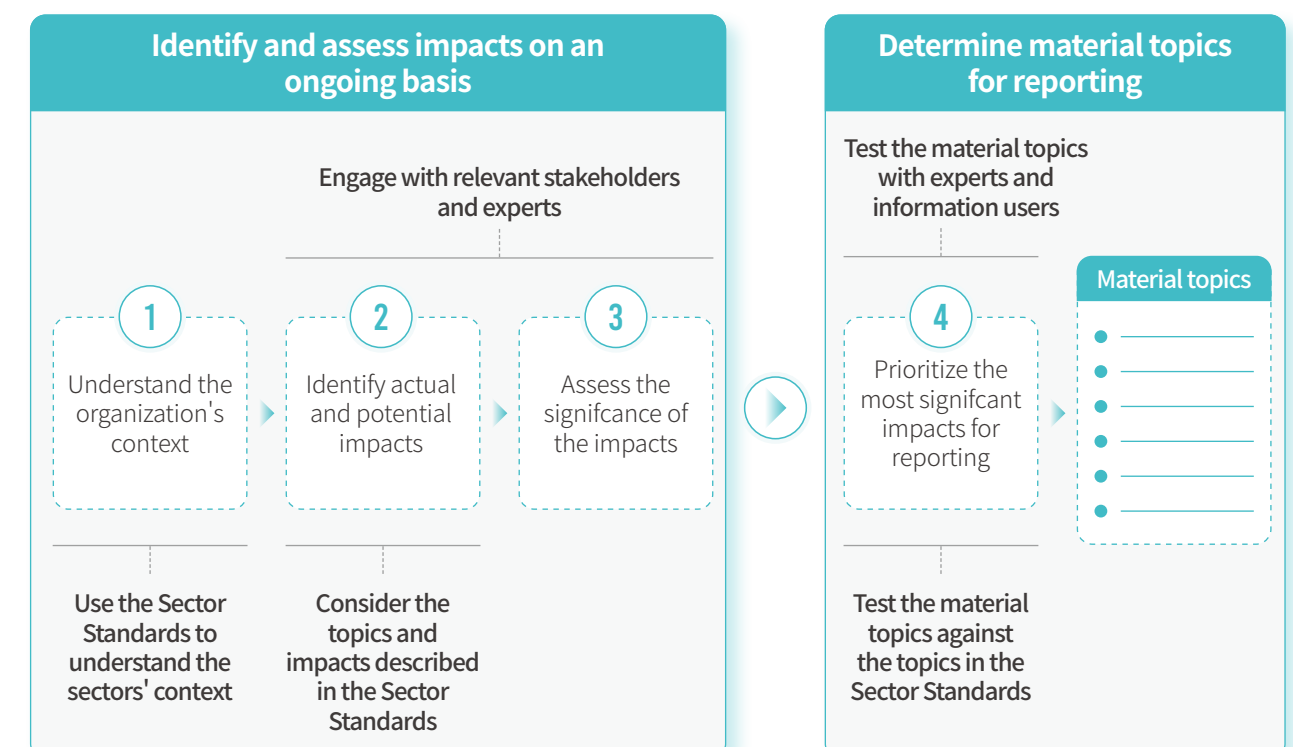 Identify and assess impacts on an
ongoing basis
Engage with relevant stakeholders
and experts
1
Understand the
organization's
context
2
Identify actual
and potential
impacts
3
Assess the
signifcance of
the impacts
Use the Sector
Standards to
understand the
sectors' context
Consider the
topics and
impacts described
in the Sector
Standards
Determine material topics
for reporting
Test the material topics
with experts and
information users
4
Prioritize the
most signifcant
impacts for
reporting
Material topics
Test the material
topics against
the topics in the
Sector Standards